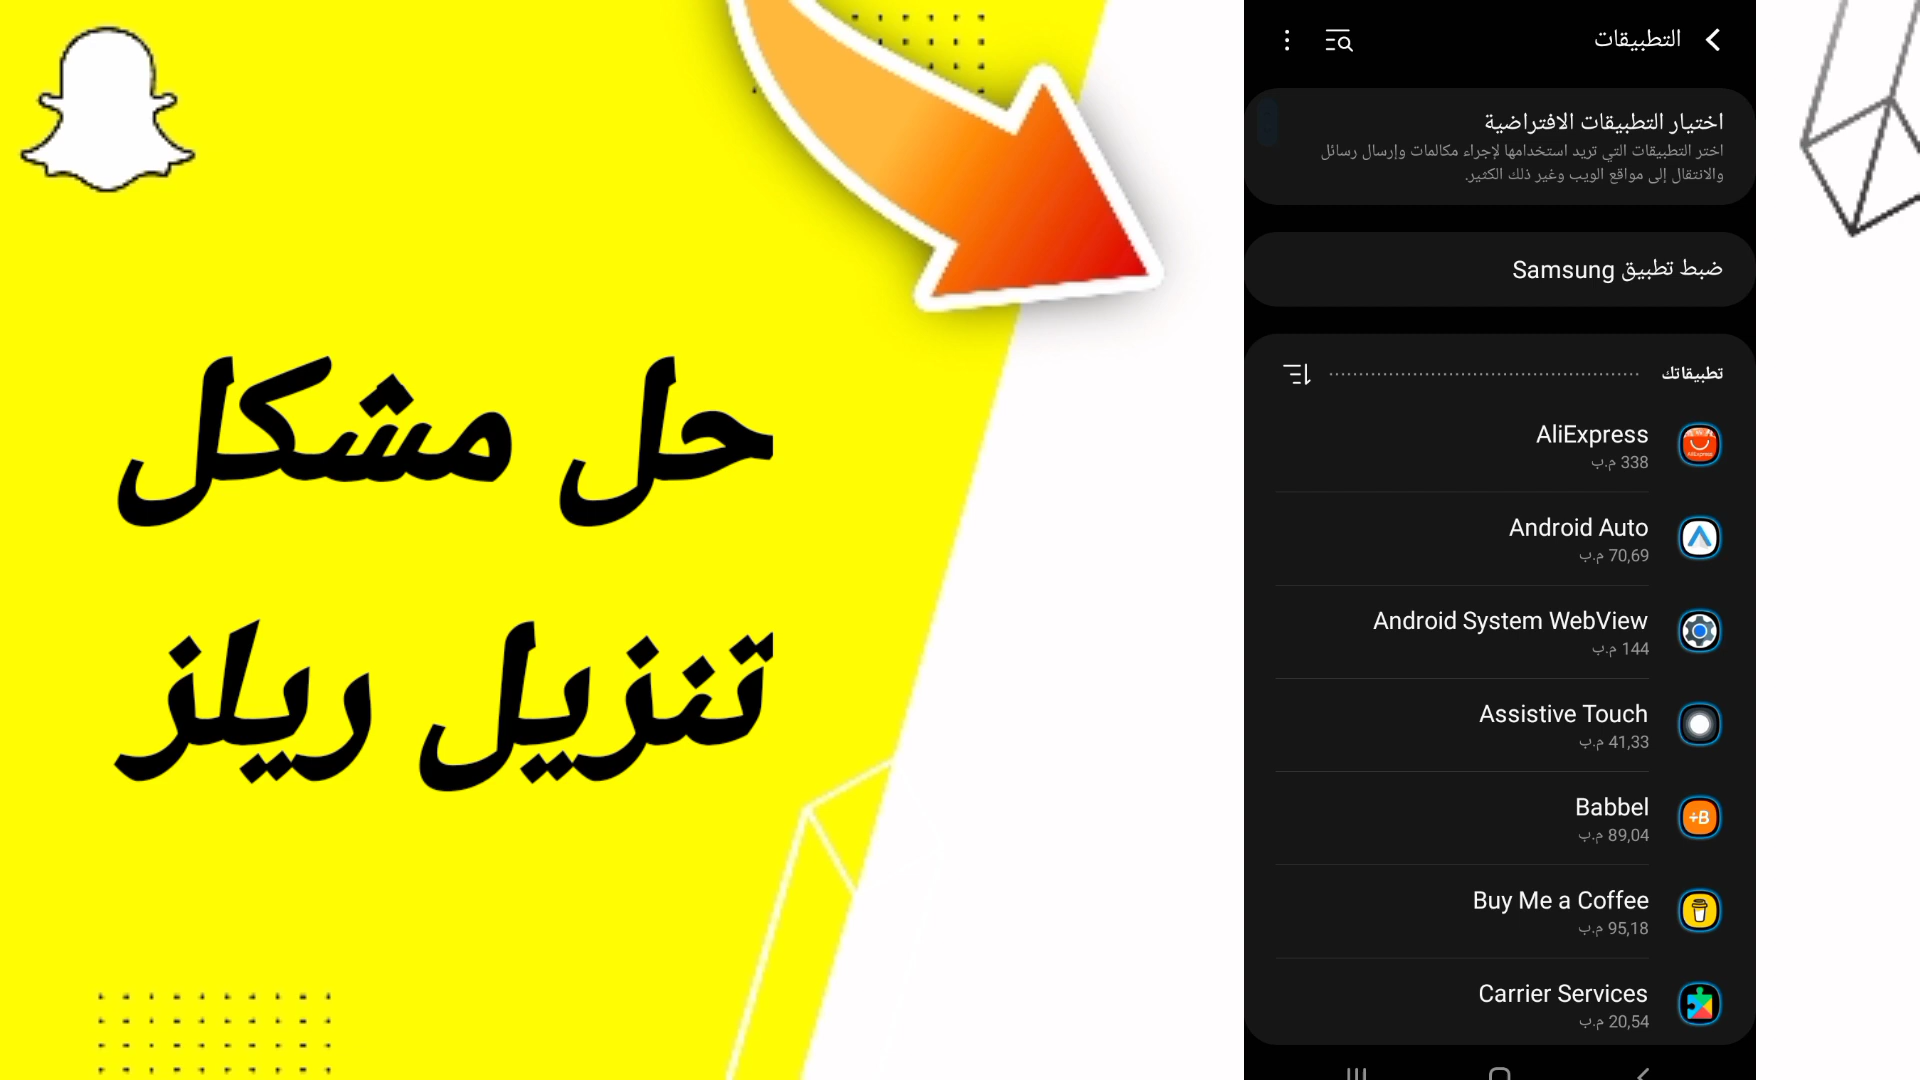 حل مشكل
تنزيل ريلز
التطبيقات
اختيار التطبيقات الافتراضية
اختر التطبيقات التي تريد استخدامها لإجراء مكالمات وإرسال رسائل
والانتقال إلى مواقع الويب وغير ذلك الكثير.
ضبط تطبيق Samsung
تطبيقاتك
AliExpress
338 م.ب
Android Auto
70,69 م.ب
Android System WebView
144 م.ب
Assistive Touch
41,33 م.ب
Babbel
89,04 م.ب
+B
Buy Me a Coffee
95,18 م.ب
Carrier Services
20,54 م.ب